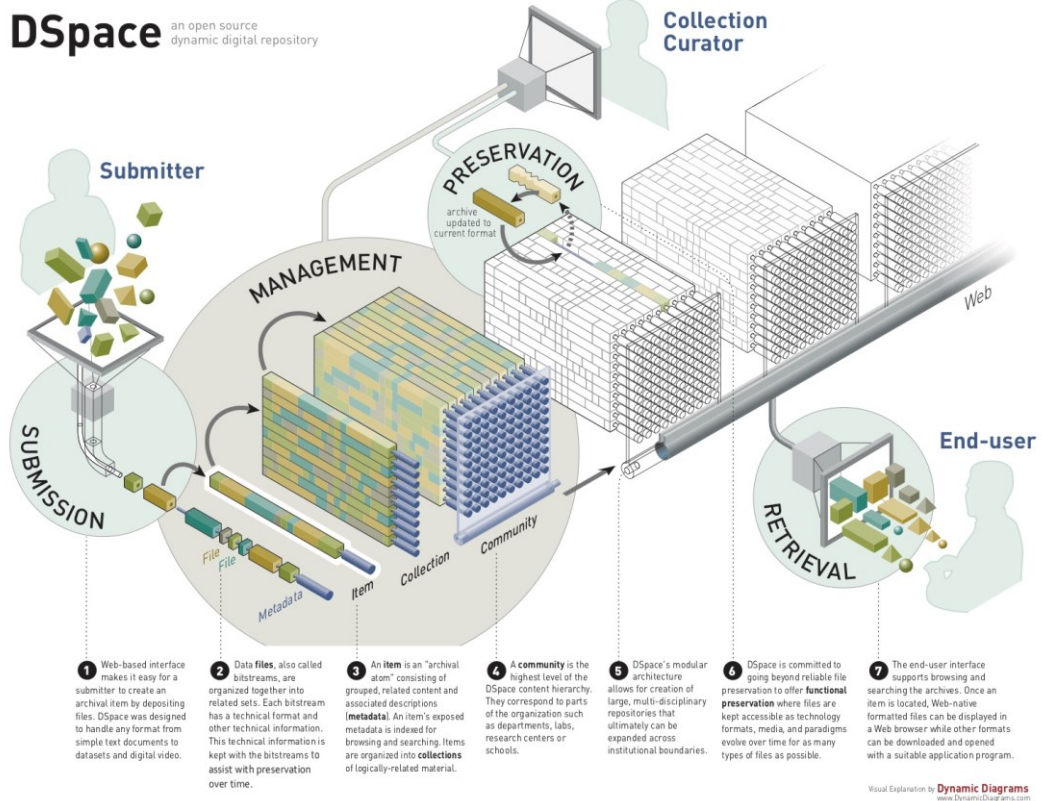 DSpace
an open source
dynamic digital repository
Collection
Curator
Submitter
PRESERVATION
archive
updated to
current format
MANAGEMENT
Web
SUBMISSION
End-user
RETRIEVAL
File
File
Metadata
Item
Collection
Community
1 Web-based interface
makes it easy for a
submitter to create an
archival item by depositing
files. DSpace was designed
to handle any format from
simple text documents to
datasets and digital video.
2 Data files, also called
bitstreams, are
organized together into
related sets. Each bitstream
has a technical format and
other technical information.
This technical information is
kept with the bitstreams to
assist with preservation
over time.
3 An item is an "archival
atom" consisting of
grouped, related content and
associated descriptions
(metadata). An item's exposed
metadata is indexed for
browsing and searching. Items
are organized into collections
of logically-related material.
4 A community is the
highest level of the
DSpace content hierarchy.
They correspond to parts
of the organization such
as departments, labs,
research centers or
schools.
5 DSpace's modular
architecture
allows for creation of
large, multi-disciplinary
repositories that
ultimately can be
expanded across
institutional boundaries.
6 DSpace is committed to
going beyond reliable file
preservation to offer functional
preservation where files are
kept accessible as technology
formats, media, and paradigms
evolve over time for as many
types of files as possible.
7 The end-user interface
supports browsing and
searching the archives. Once an
item is located, Web-native
formatted files can be displayed in
a Web browser while other formats
can be downloaded and opened
with a suitable application program.
Visual Explanation by Dynamic Diagrams
www.DynamicDiagrams.com